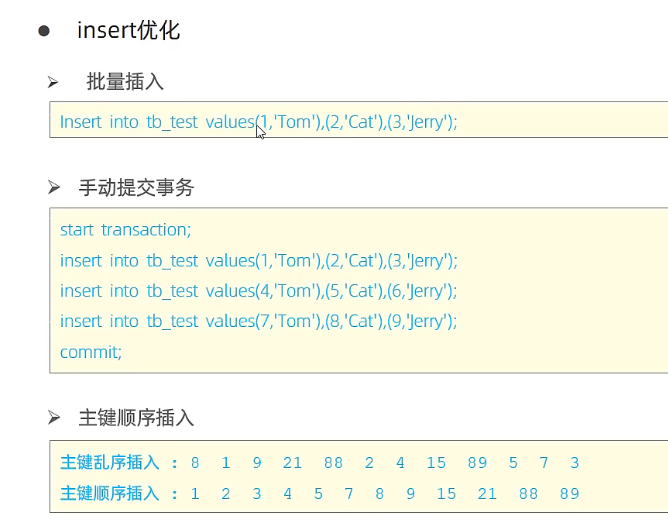 insert优化
批量插入
Insert into tb_test values(1,'Tom'),(2,'Cat'),(3,'Jerry');
手动提交事务
start transaction;
insert into tb_test values(1,'Tom'),(2,'Cat'),(3,'Jerry');
insert into tb_test values(4,'Tom'),(5,'Cat'),(6,'Jerry');
insert into tb_test values(7,'Tom'),(8,'Cat'),(9,'Jerry');
commit;
主键顺序插入
主键乱序插入 : 8 1 9 21 88 2 4 15 89 5 7 3
主键顺序插入 : 1 2 3 4 5 7 8 9 15 21 88 89